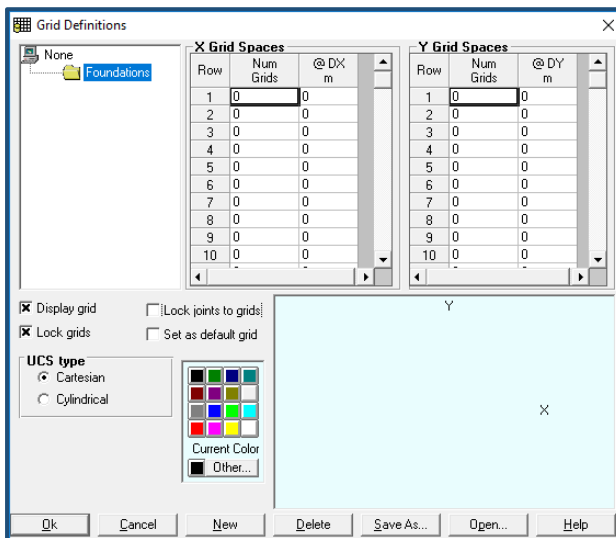 Grid Definitions
None
Foundations
X Grid Spaces
Row Num Grids @ DX m
1 0 0
2 0 0
3 0 0
4 0 0
5 0 0
6 0 0
7 0 0
8 0 0
9 0 0
10 0 0
Y Grid Spaces
Row Num Grids @ DY m
1 0 0
2 0 0
3 0 0
4 0 0
5 0 0
6 0 0
7 0 0
8 0 0
9 0 0
10 0 0
Display grid
Lock joints to grids
Lock grids
Set as default grid
UCS type
Cartesian
Cylindrical
Current Color
Other...
Y
X
Ok Cancel New Delete Save As... Open... Help